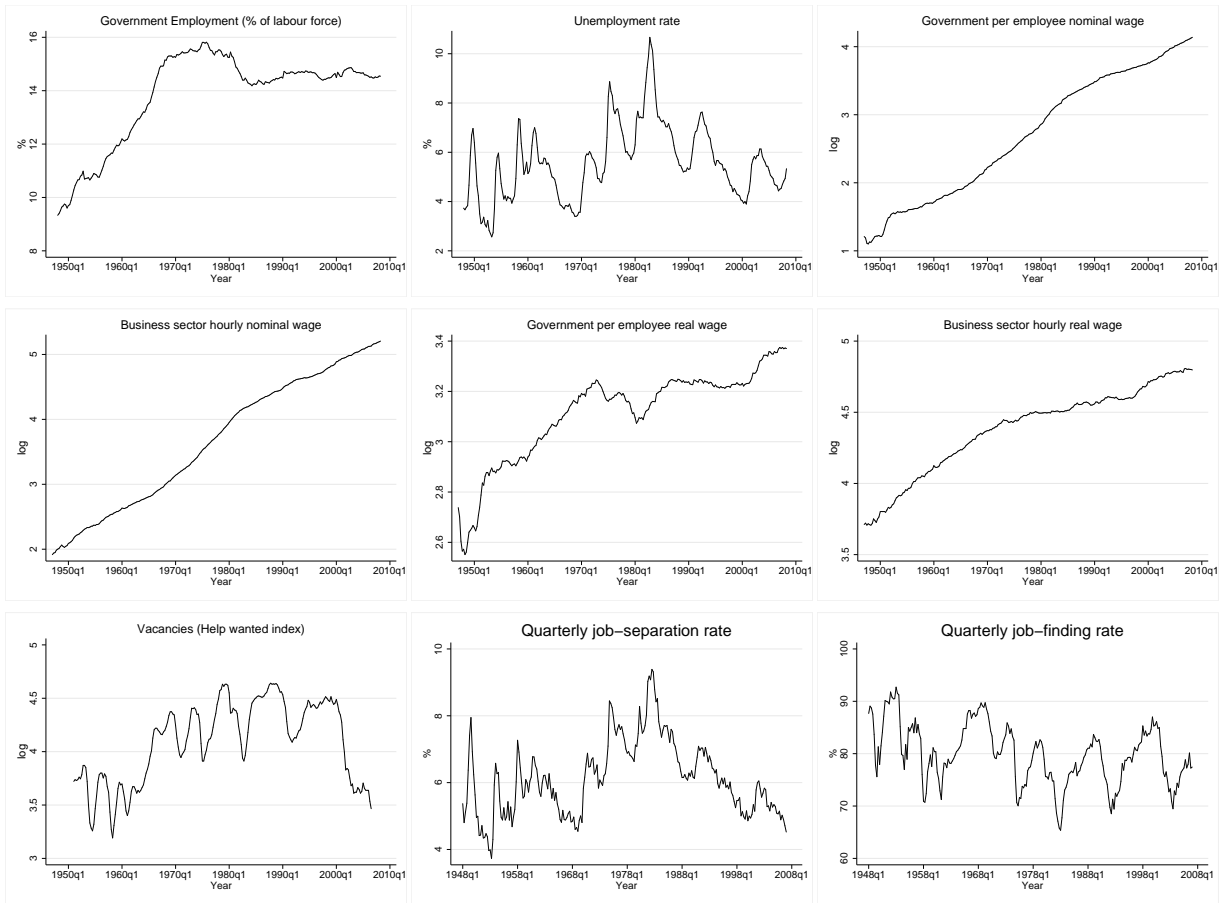 Government Employment (% of labour force)
16
14
12
10
8
%
1950q1 1960q1 1970q1 1980q1 1990q1 2000q1 2010q1
Year
Unemployment rate
10
8
6
4
2
%
1950q1 1960q1 1970q1 1980q1 1990q1 2000q1 2010q1
Year
Government per employee nominal wage
4
3
2
1
log
1950q1 1960q1 1970q1 1980q1 1990q1 2000q1 2010q1
Year
Business sector hourly nominal wage
5
4
3
2
log
1950q1 1960q1 1970q1 1980q1 1990q1 2000q1 2010q1
Year
Government per employee real wage
3.4
3.2
3
2.8
2.6
log
1950q1 1960q1 1970q1 1980q1 1990q1 2000q1 2010q1
Year
Business sector hourly real wage
5
4.5
4
3.5
log
1950q1 1960q1 1970q1 1980q1 1990q1 2000q1 2010q1
Year
Vacancies (Help wanted index)
5
4.5
4
3.5
3
log
1950q1 1960q1 1970q1 1980q1 1990q1 2000q1 2010q1
Year
Quarterly job−separation rate
10
8
6
4
%
1948q1 1958q1 1968q1 1978q1 1988q1 1998q1 2008q1
Year
Quarterly job−finding rate
100
90
80
70
60
%
1948q1 1958q1 1968q1 1978q1 1988q1 1998q1 2008q1
Year